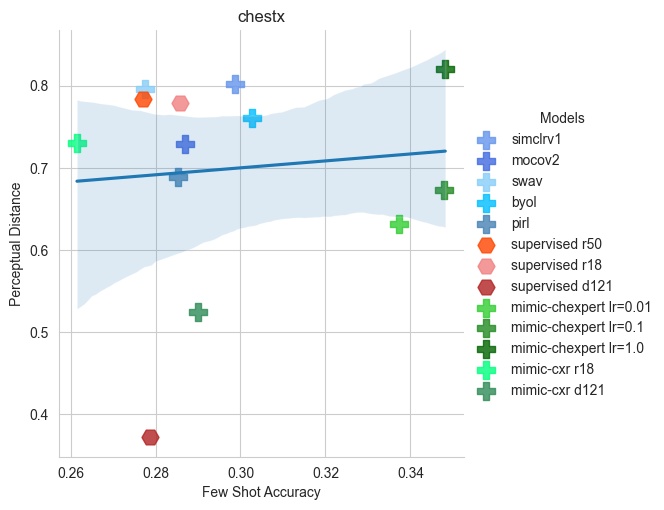 chestx
Perceptual Distance
0.8
0.7
0.6
0.5
0.4
0.26
0.28
0.30
0.32
0.34
Few Shot Accuracy
Models
simclrv1
mocov2
swav
byol
pirl
supervised r50
supervised r18
supervised d121
mimic-chexpert lr=0.01
mimic-chexpert lr=0.1
mimic-chexpert lr=1.0
mimic-cxr r18
mimic-cxr d121